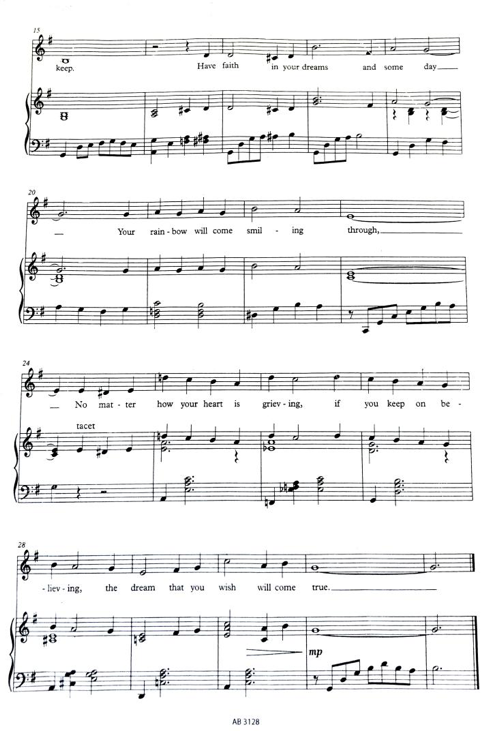 15
keep. Have faith in your dreams and some day
20
Your rain - bow will come smil - ing through,
24
No mat - ter how your heart is griev - ing, if you keep on be -
tacet
28
- liev - ing, the dream that you wish will come true.
mp
AB 3128